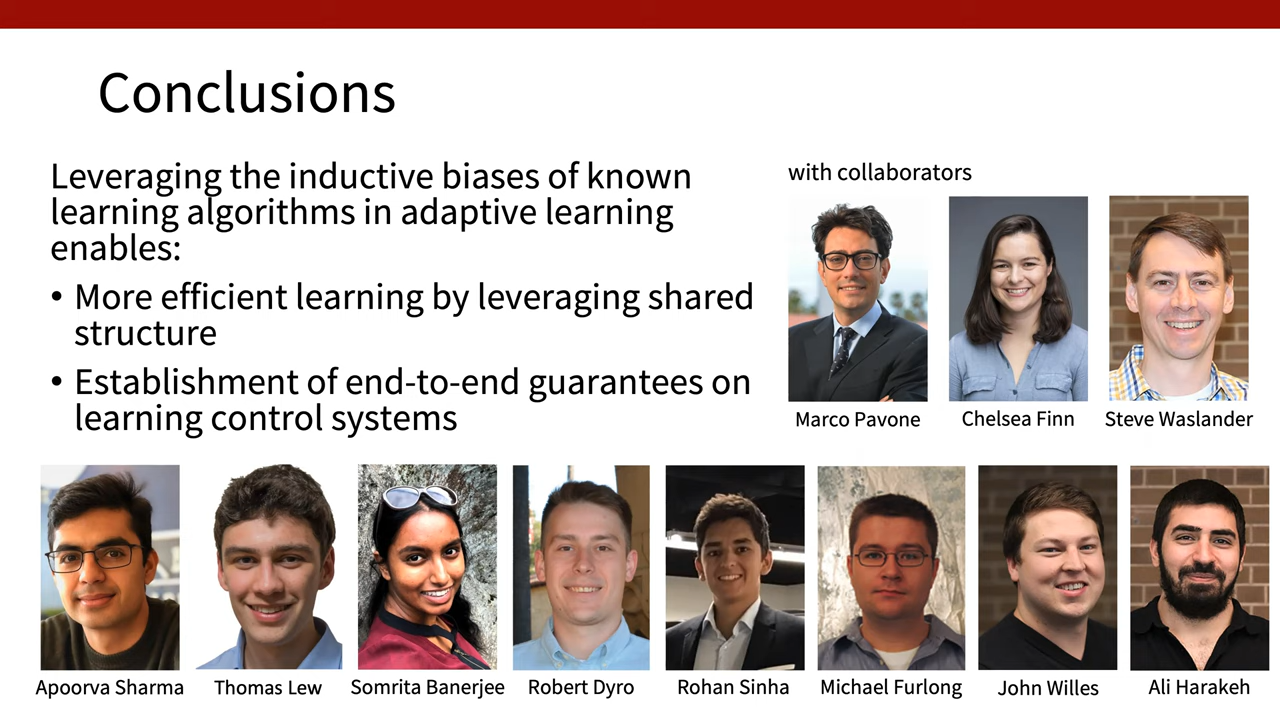 Conclusions
Leveraging the inductive biases of known
learning algorithms in adaptive learning
enables:
• More efficient learning by leveraging shared
structure
• Establishment of end-to-end guarantees on
learning control systems
with collaborators
Marco Pavone
Chelsea Finn
Steve Waslander
Apoorva Sharma
Thomas Lew
Somrita Banerjee
Robert Dyro
Rohan Sinha
Michael Furlong
John Willes
Ali Harakeh